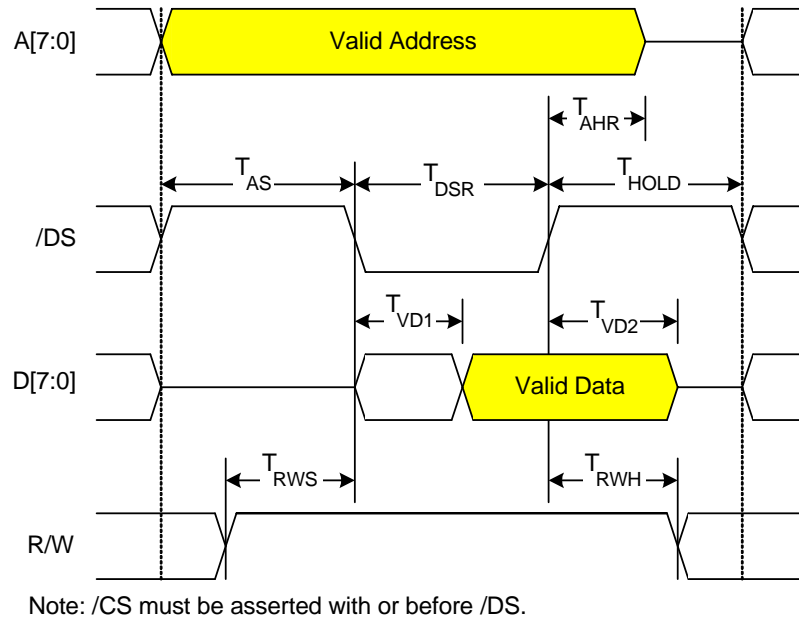 A[7:0]
Valid Address
TAHR
TAS
TDSR
THOLD
/DS
TVD1
TVD2
D[7:0]
Valid Data
TRWS
TRWH
R/W
Note: /CS must be asserted with or before /DS.